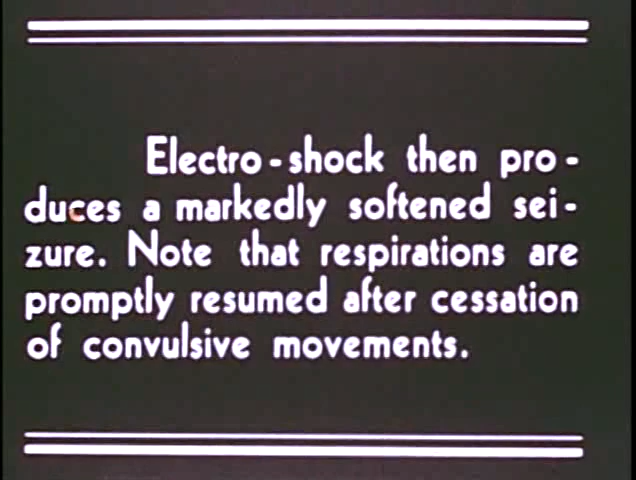 Electro-shock then pro-
duces a markedly softened sei-
zure. Note that respirations are
promptly resumed after cessation
of convulsive movements.